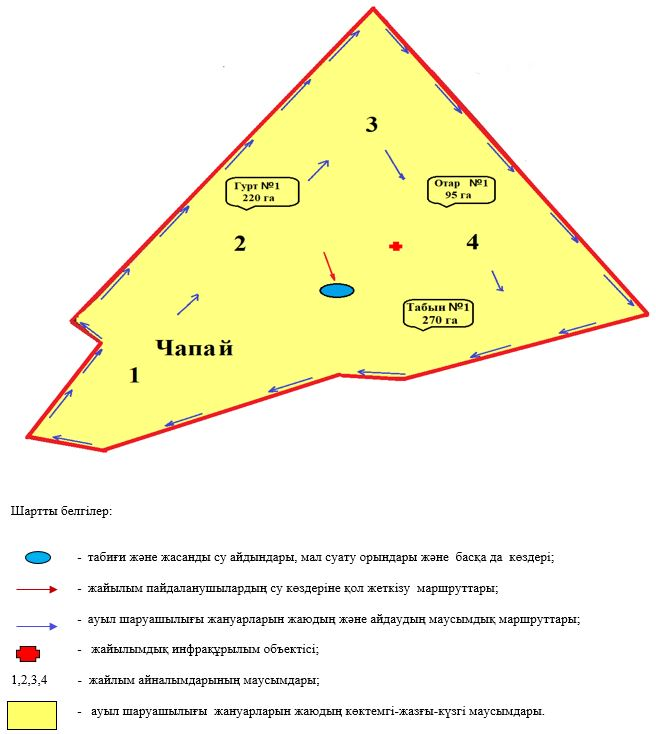 3
Гурт №1
220 га
Отар №1
95 га
2
4
Табын №1
270 га
Чапай
1
Шартты белгілер:
- табиғи және жасанды су айдындары, мал суату орындары және басқа да көздері;
- жайылым пайдаланушылардың су көздеріне қол жеткізу маршруттары;
- ауыл шаруашылығы жануарларын жаюдың және айдаудың маусымдық маршруттары;
- жайылымдық инфрақұрылым объектісі;
1,2,3,4 - жайлым айналымдарының маусымдары;
- ауыл шаруашылығы жануарларын жаюдың көктемгі-жазғы-күзгі маусымдары.